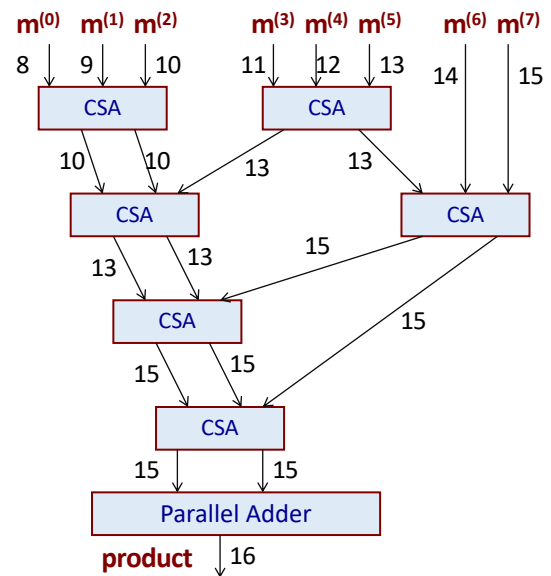 m⁽⁰⁾ m⁽¹⁾ m⁽²⁾ m⁽³⁾ m⁽⁴⁾ m⁽⁵⁾ m⁽⁶⁾ m⁽⁷⁾
8 9 10 11 12 13 14 15
CSA CSA
10 10 13 13
CSA CSA
13 13 15
CSA 15
15 15
CSA
15 15
Parallel Adder
product 16